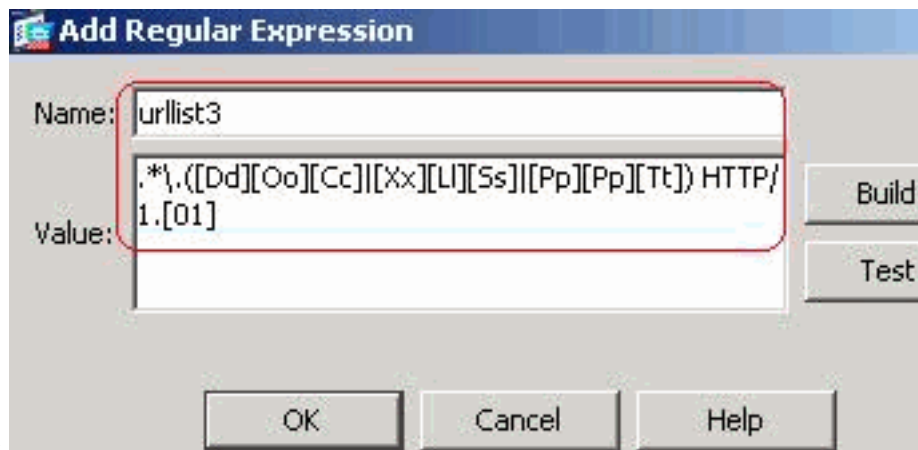 Add Regular Expression
Name: urllist3
Value: .*\.([Dd][Oo][Cc]|[Xx][Ll][Ss]|[Pp][Pp][Tt]) HTTP/
1.[01]
Build
Test
OK Cancel Help